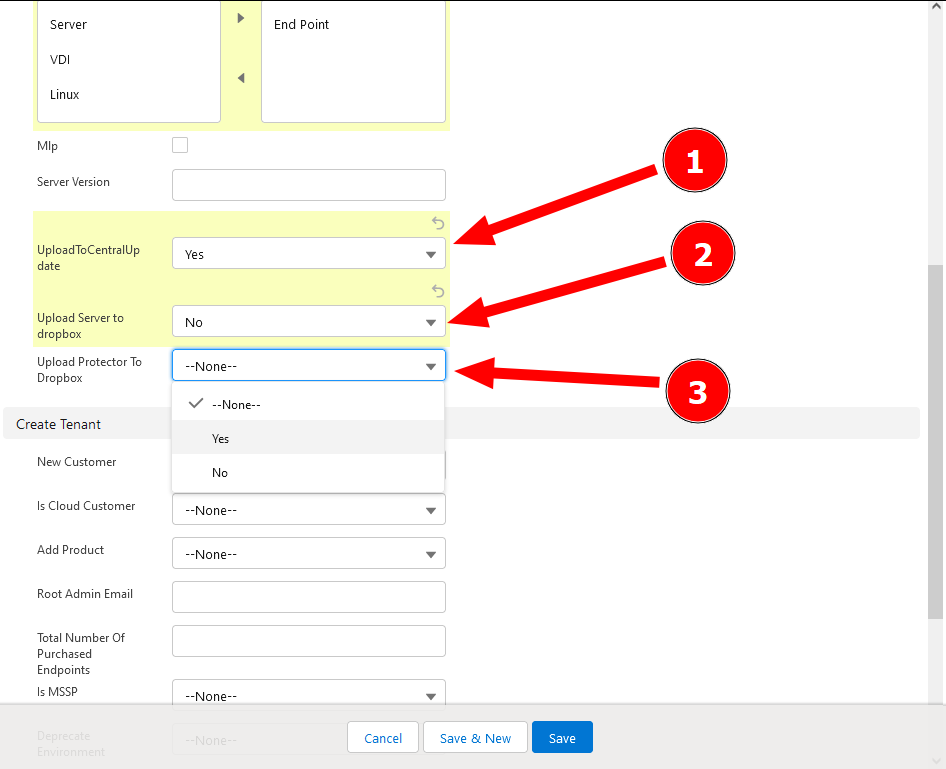 Server
End Point
VDI
Linux
Mlp
Server Version
1
UploadToCentralUp
date
Yes
2
Upload Server to
dropbox
No
Upload Protector To
Dropbox
--None--
3
--None--
Yes
No
Create Tenant
New Customer
Is Cloud Customer
--None--
Add Product
--None--
Root Admin Email
Total Number Of
Purchased
Endpoints
Is MSSP
--None--
Deprecate
Environment
--None--
Cancel
Save & New
Save